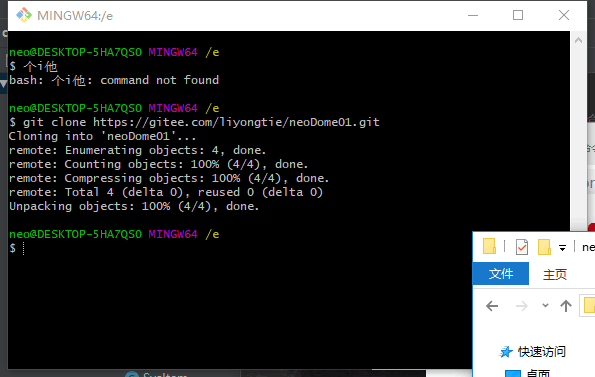 MINGW64:/e
neo@DESKTOP-5HA7QSO MINGW64 /e
$ 个i他
bash: 个i他: command not found
neo@DESKTOP-5HA7QSO MINGW64 /e
$ git clone https://gitee.com/liyongtie/neoDome01.git
Cloning into 'neoDome01'...
remote: Enumerating objects: 4, done.
remote: Counting objects: 100% (4/4), done.
remote: Compressing objects: 100% (4/4), done.
remote: Total 4 (delta 0), reused 0 (delta 0)
Unpacking objects: 100% (4/4), done.
neo@DESKTOP-5HA7QSO MINGW64 /e
$
ne
文件 主页
快速访问
桌面